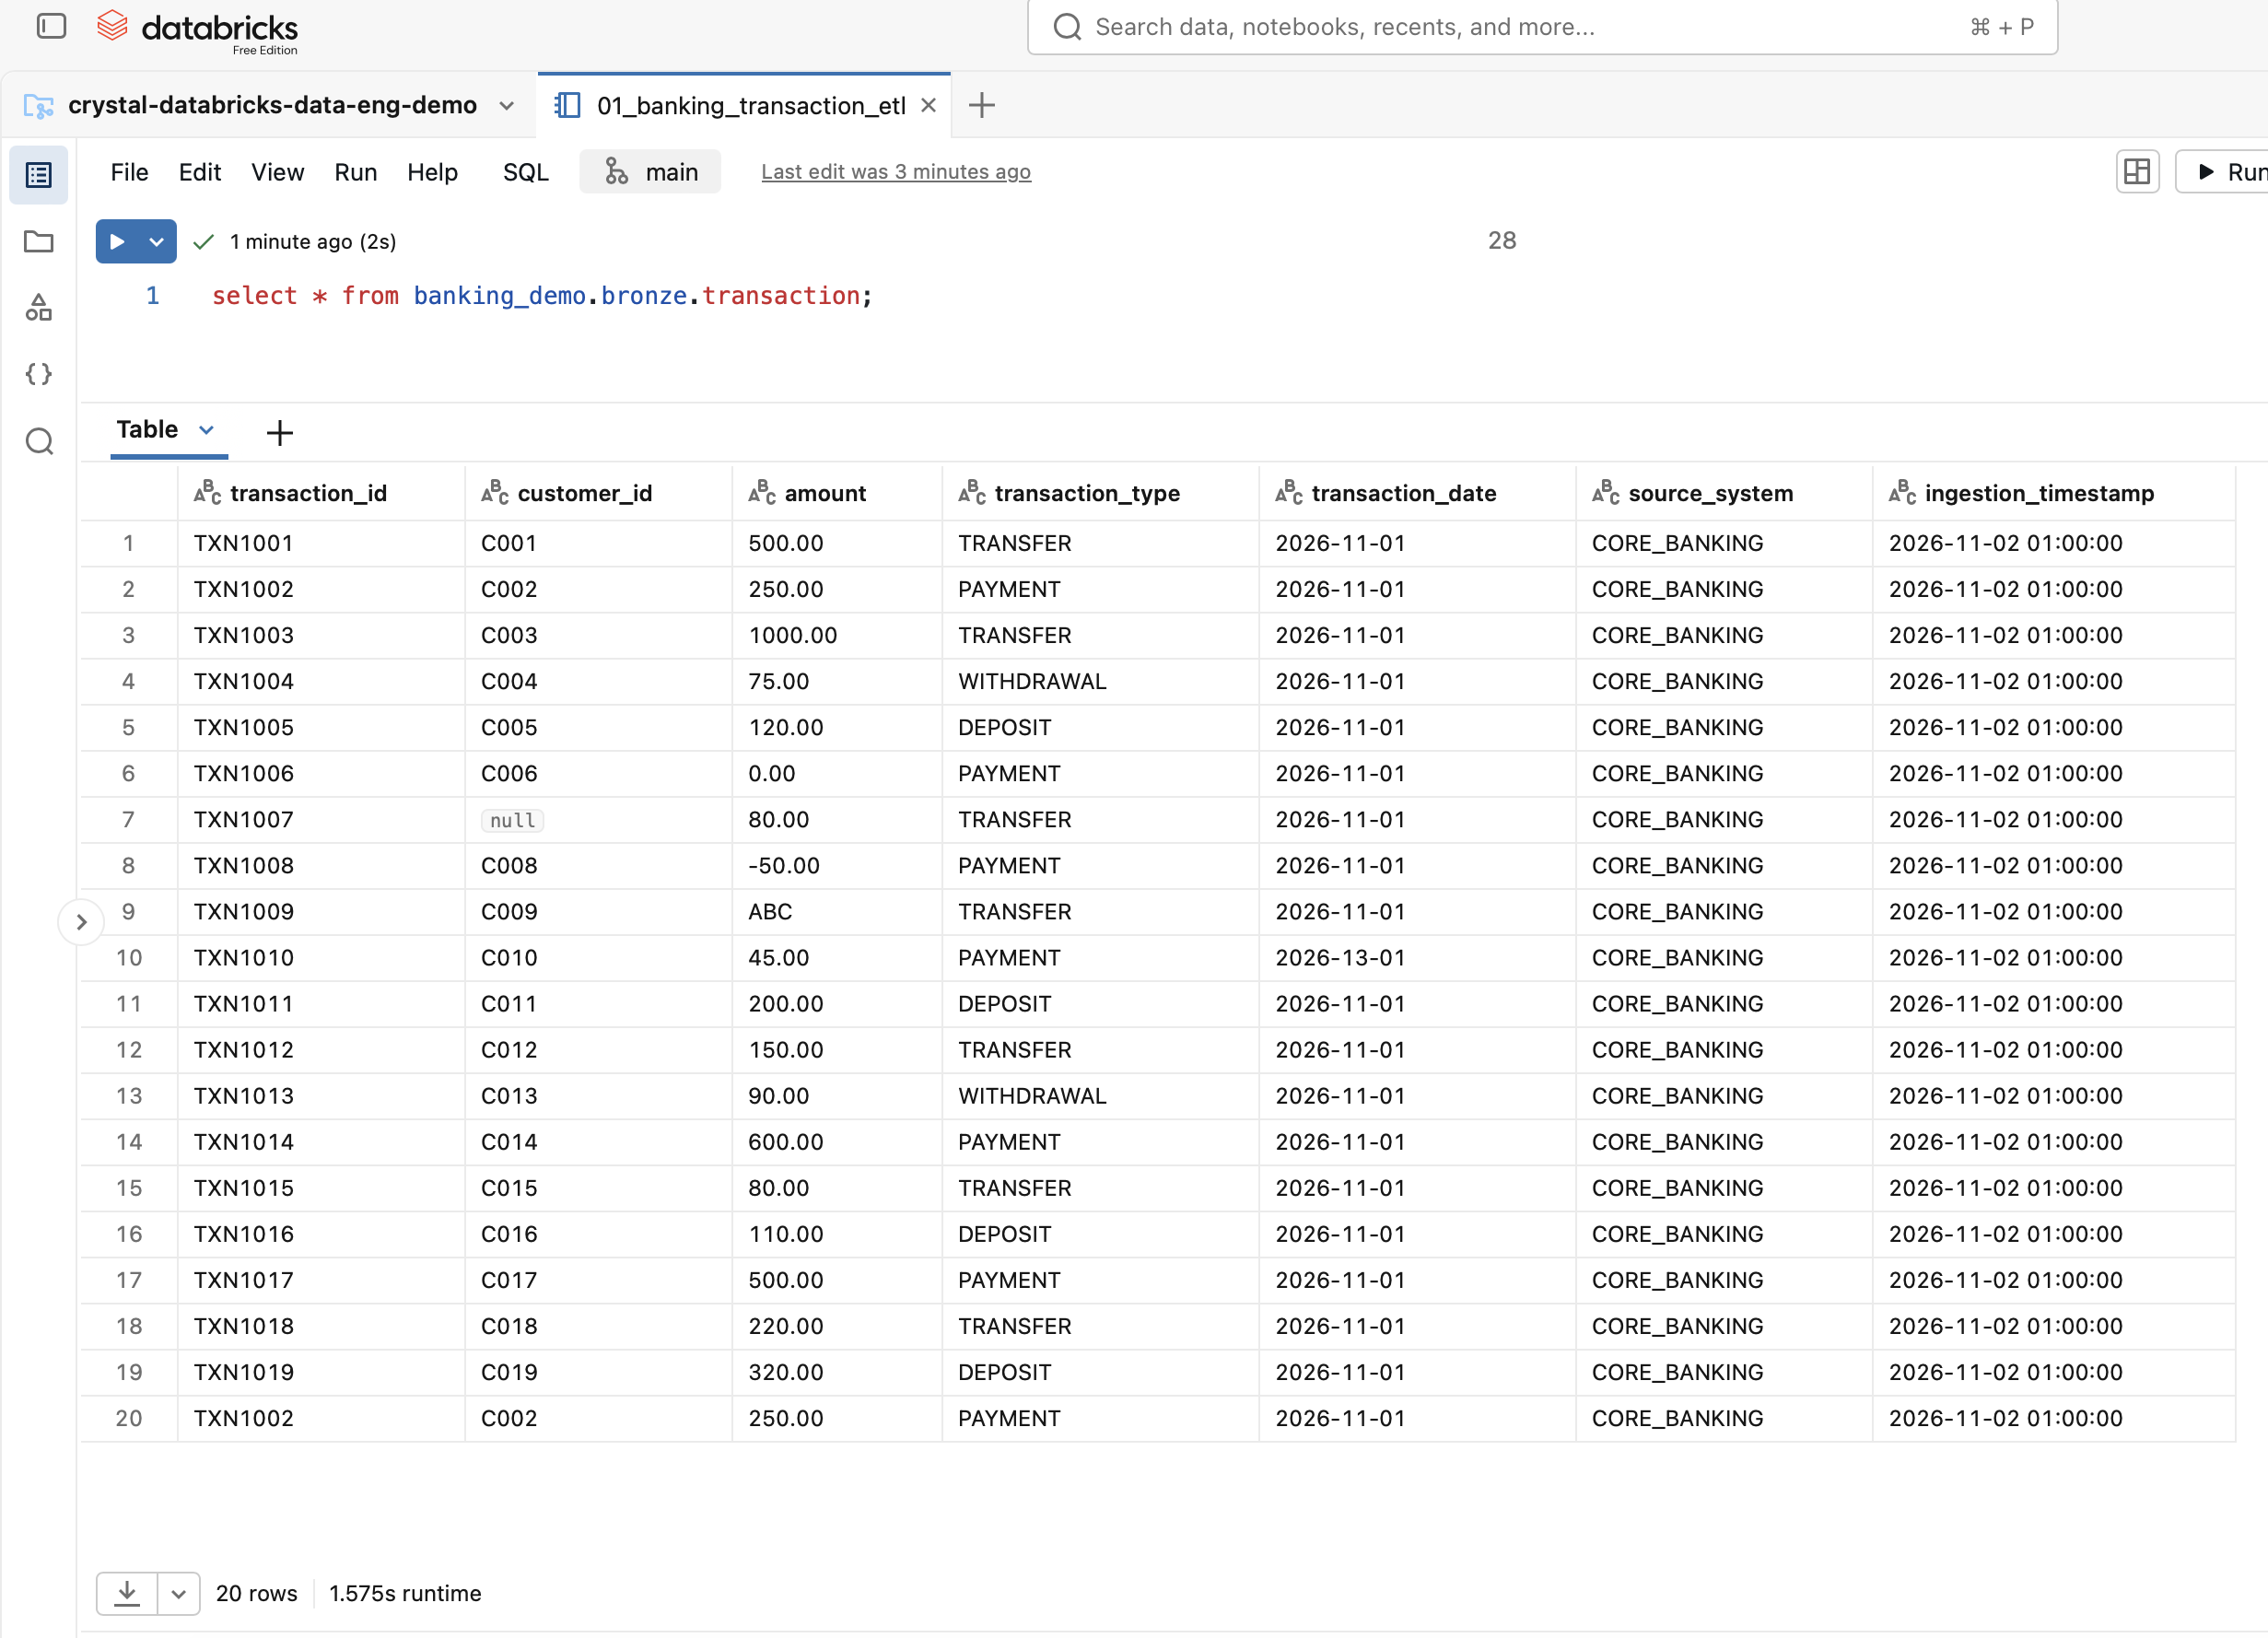 databricks
Free Edition
Search data, notebooks, recents, and more... ⌘ + P
crystal-databricks-data-eng-demo 01_banking_transaction_etl
File Edit View Run Help SQL main Last edit was 3 minutes ago Run
1 minute ago (2s) 28
1 select * from banking_demo.bronze.transaction;
Table
transaction_id customer_id amount transaction_type transaction_date source_system ingestion_timestamp
1 TXN1001 C001 500.00 TRANSFER 2026-11-01 CORE_BANKING 2026-11-02 01:00:00
2 TXN1002 C002 250.00 PAYMENT 2026-11-01 CORE_BANKING 2026-11-02 01:00:00
3 TXN1003 C003 1000.00 TRANSFER 2026-11-01 CORE_BANKING 2026-11-02 01:00:00
4 TXN1004 C004 75.00 WITHDRAWAL 2026-11-01 CORE_BANKING 2026-11-02 01:00:00
5 TXN1005 C005 120.00 DEPOSIT 2026-11-01 CORE_BANKING 2026-11-02 01:00:00
6 TXN1006 C006 0.00 PAYMENT 2026-11-01 CORE_BANKING 2026-11-02 01:00:00
7 TXN1007 null 80.00 TRANSFER 2026-11-01 CORE_BANKING 2026-11-02 01:00:00
8 TXN1008 C008 -50.00 PAYMENT 2026-11-01 CORE_BANKING 2026-11-02 01:00:00
9 TXN1009 C009 ABC TRANSFER 2026-11-01 CORE_BANKING 2026-11-02 01:00:00
10 TXN1010 C010 45.00 PAYMENT 2026-13-01 CORE_BANKING 2026-11-02 01:00:00
11 TXN1011 C011 200.00 DEPOSIT 2026-11-01 CORE_BANKING 2026-11-02 01:00:00
12 TXN1012 C012 150.00 TRANSFER 2026-11-01 CORE_BANKING 2026-11-02 01:00:00
13 TXN1013 C013 90.00 WITHDRAWAL 2026-11-01 CORE_BANKING 2026-11-02 01:00:00
14 TXN1014 C014 600.00 PAYMENT 2026-11-01 CORE_BANKING 2026-11-02 01:00:00
15 TXN1015 C015 80.00 TRANSFER 2026-11-01 CORE_BANKING 2026-11-02 01:00:00
16 TXN1016 C016 110.00 DEPOSIT 2026-11-01 CORE_BANKING 2026-11-02 01:00:00
17 TXN1017 C017 500.00 PAYMENT 2026-11-01 CORE_BANKING 2026-11-02 01:00:00
18 TXN1018 C018 220.00 TRANSFER 2026-11-01 CORE_BANKING 2026-11-02 01:00:00
19 TXN1019 C019 320.00 DEPOSIT 2026-11-01 CORE_BANKING 2026-11-02 01:00:00
20 TXN1002 C002 250.00 PAYMENT 2026-11-01 CORE_BANKING 2026-11-02 01:00:00
20 rows 1.575s runtime